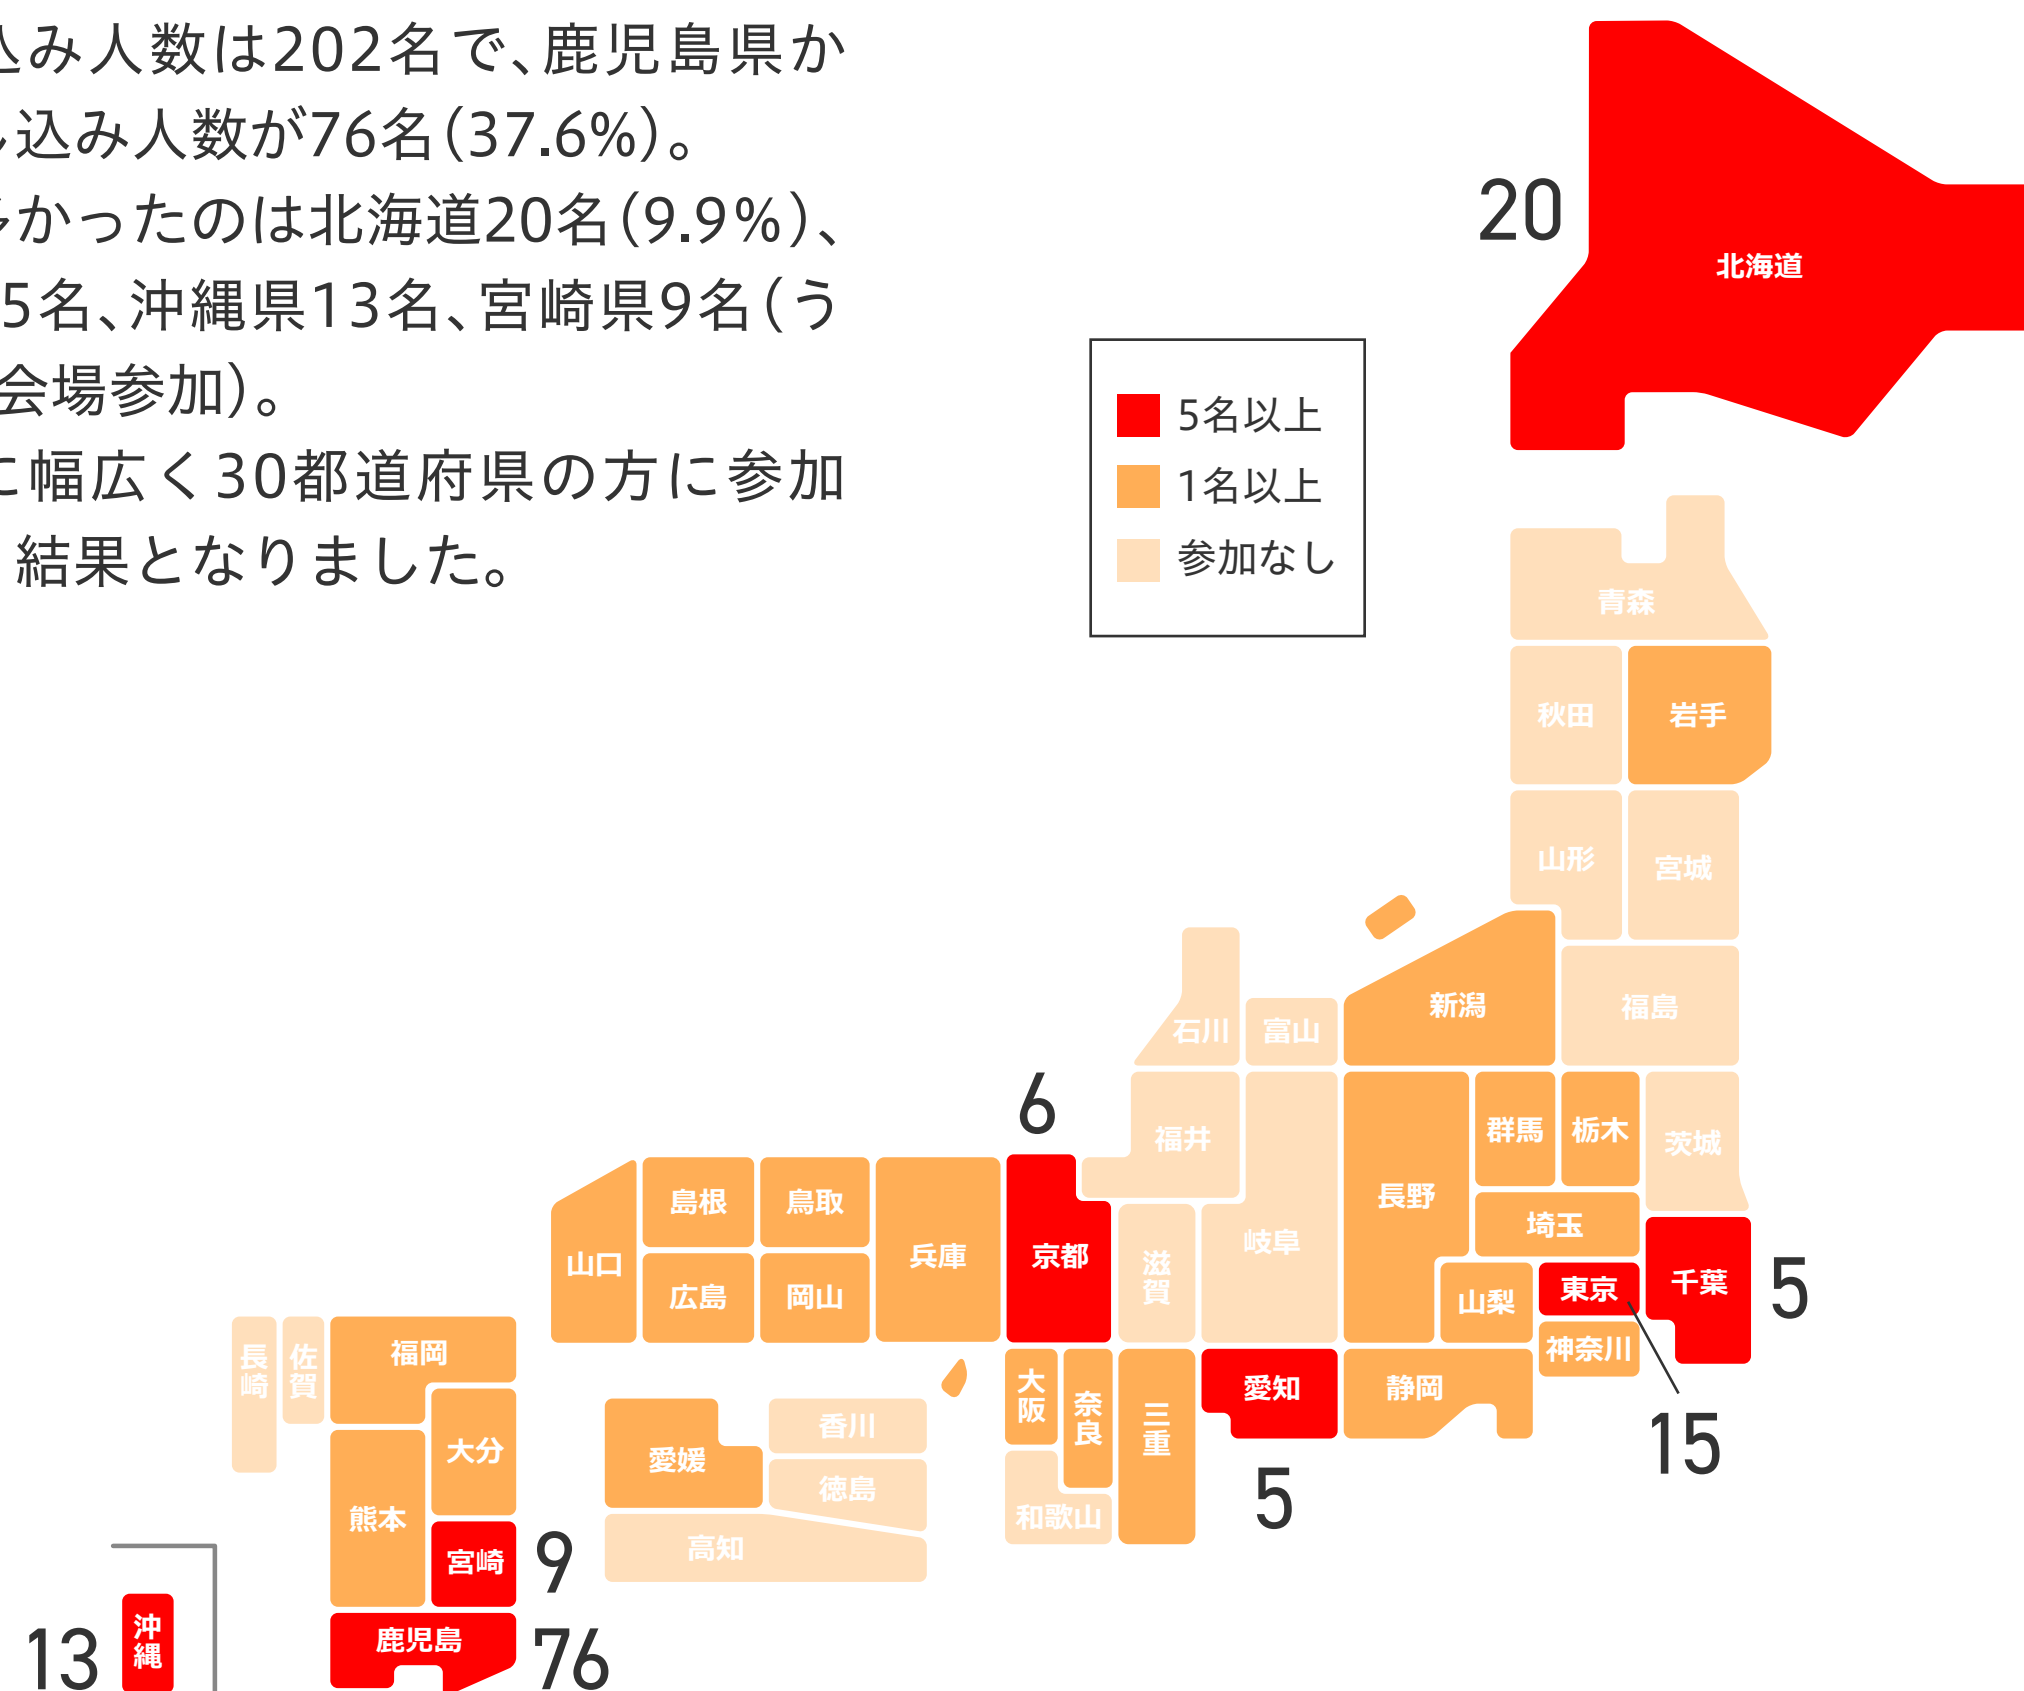 込み人数は202名で、鹿児島県か
し込み人数が76名(37.6%)。
多かったのは北海道20名(9.9%)、
5名、沖縄県13名、宮崎県9名(う
会場参加)。
に幅広く30都道府県の方に参加
結果となりました。
20
北海道
5名以上
1名以上
参加なし
青森
秋田
岩手
山形
宮城
新潟
福島
石川
富山
6
福井
群馬
栃木
茨城
島根
鳥取
兵庫
京都
滋賀
岐阜
長野
埼玉
山口
広島
岡山
山梨
東京
千葉
5
神奈川
15
長崎
佐賀
福岡
大分
熊本
愛媛
香川
徳島
高知
大阪
奈良
三重
愛知
5
静岡
和歌山
宮崎
9
13
沖縄
鹿児島
76